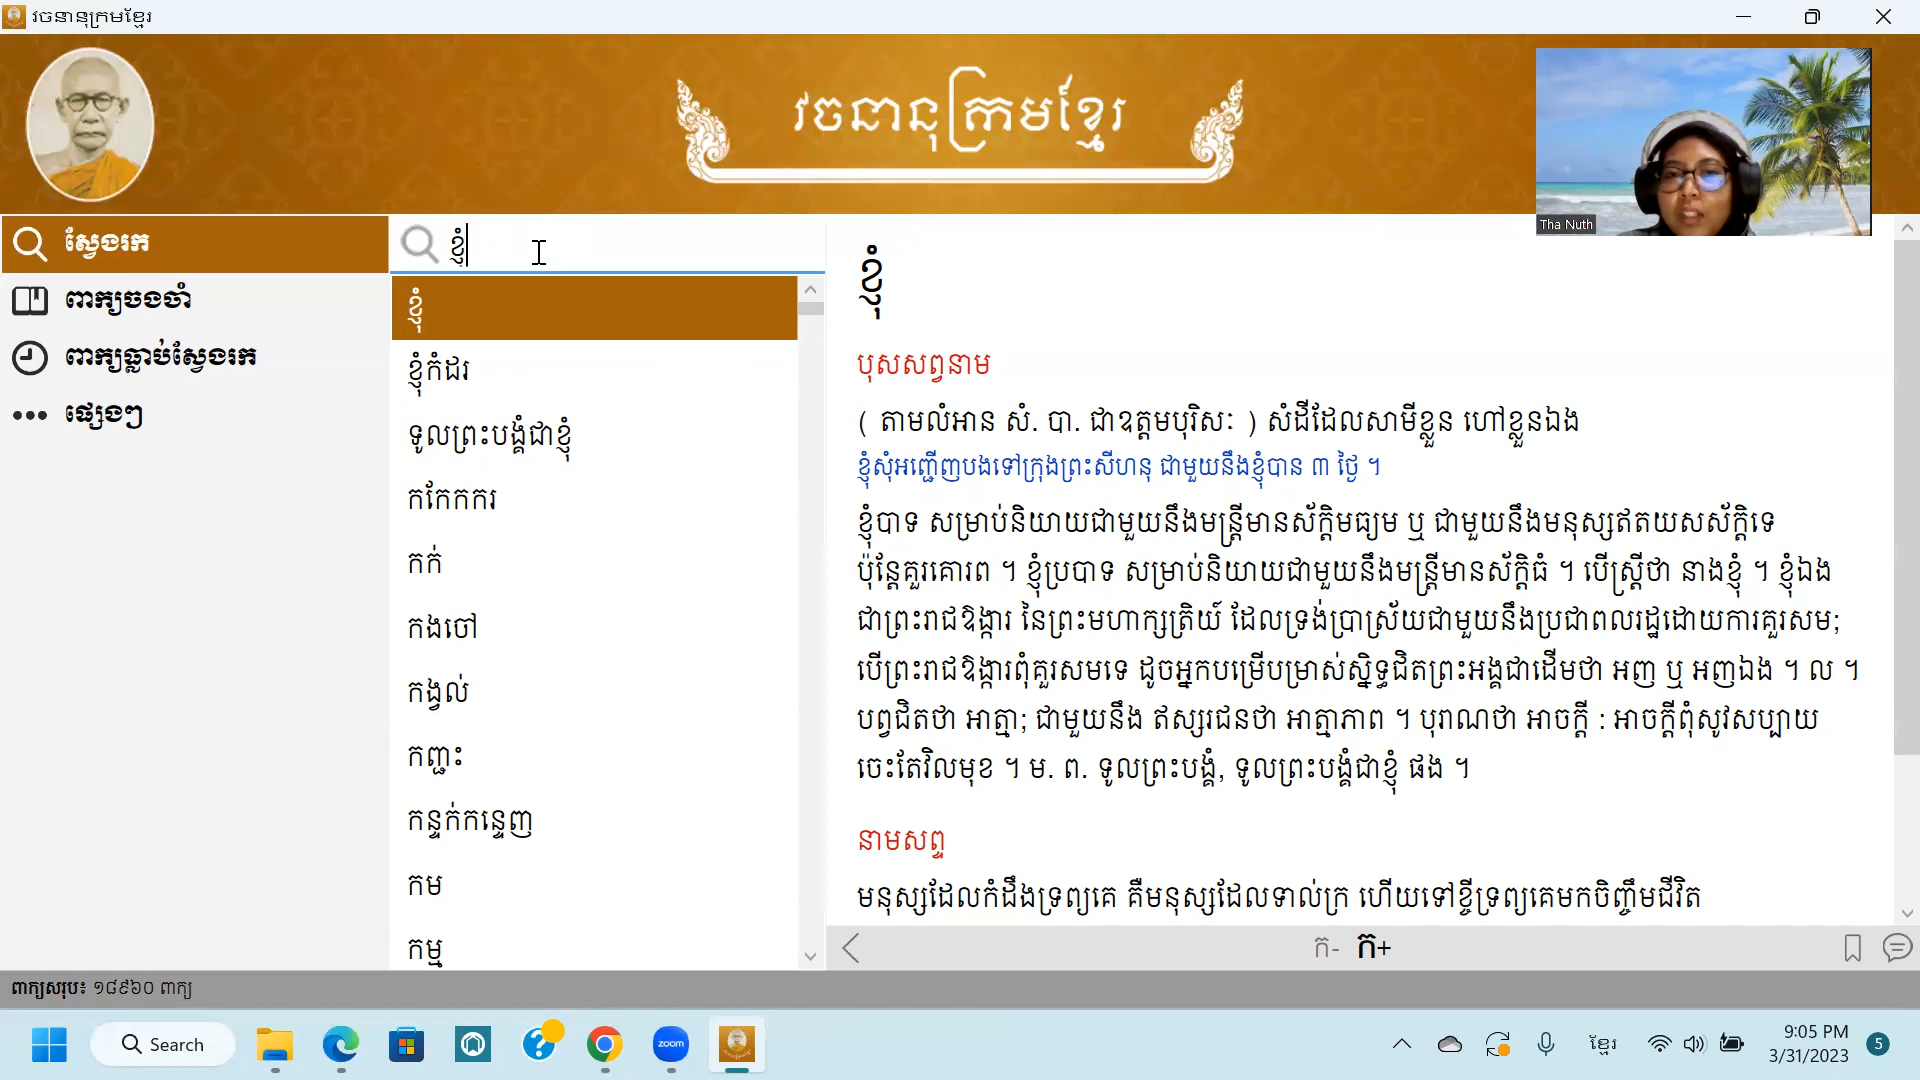 វចនានុក្រមខ្មែរ
វចនានុក្រមខ្មែរ
Tha Nuth
ស្វែងរក
ពាក្យចងចាំ
ពាក្យធ្លាប់ស្វែងរក
ផ្សេងៗ
ខ្ញុំ
ខ្ញុំ
ខ្ញុំកំដរ
ទូលព្រះបង្គំជាខ្ញុំ
កកែកករ
កក់
កងចៅ
កង្វល់
កញ្ជះ
កន្ទក់កន្ទេញ
កម
កម្ម
ខ្ញុំ
បុសសព្វនាម
( តាមលំអាន សំ. បា. ជាឧត្តមបុរិសៈ ) សំដីដែលសាមីខ្លួន ហៅខ្លួនឯង
ខ្ញុំសុំអញ្ជើញបងទៅក្រុងព្រះសីហនុ ជាមួយនឹងខ្ញុំបាន ៣ ថ្ងៃ ។
ខ្ញុំបាទ សម្រាប់និយាយជាមួយនឹងមន្ត្រីមានស័ក្តិមធ្យម ឬ ជាមួយនឹងមនុស្សឥតយសស័ក្តិទេ
ប៉ុន្តែគួរគោរព ។ ខ្ញុំប្របាទ សម្រាប់និយាយជាមួយនឹងមន្ត្រីមានស័ក្តិធំ ។ បើស្ត្រីថា នាងខ្ញុំ ។ ខ្ញុំឯង
ជាព្រះរាជឱង្ការ នៃព្រះមហាក្សត្រិយ៍ ដែលទ្រង់ប្រាស្រ័យជាមួយនឹងប្រជាពលរដ្ឋដោយការគួរសម;
បើព្រះរាជឱង្ការពុំគួរសមទេ ដូចអ្នកបម្រើបម្រាស់ស្និទ្ធជិតព្រះអង្គជាដើមថា អញ ឬ អញឯង ។ ល ។
បព្វជិតថា អាត្មា; ជាមួយនឹង ឥស្សរជនថា អាត្មាភាព ។ បុរាណថា អាចក្ដី : អាចក្ដីពុំសូវសប្បាយ
ចេះតែវិលមុខ ។ ម. ព. ទូលព្រះបង្គំ, ទូលព្រះបង្គំជាខ្ញុំ ផង ។
នាមសព្ទ
មនុស្សដែលកំដឹងទ្រព្យគេ គឺមនុស្សដែលទាល់ក្រ ហើយទៅខ្ចីទ្រព្យគេមកចិញ្ចឹមជីវិត
ក- ក+
ពាក្យសរុប៖ ១៨៩៦០ ពាក្យ
Search
zoom
ខ្មែរ
9:05 PM
3/31/2023
5